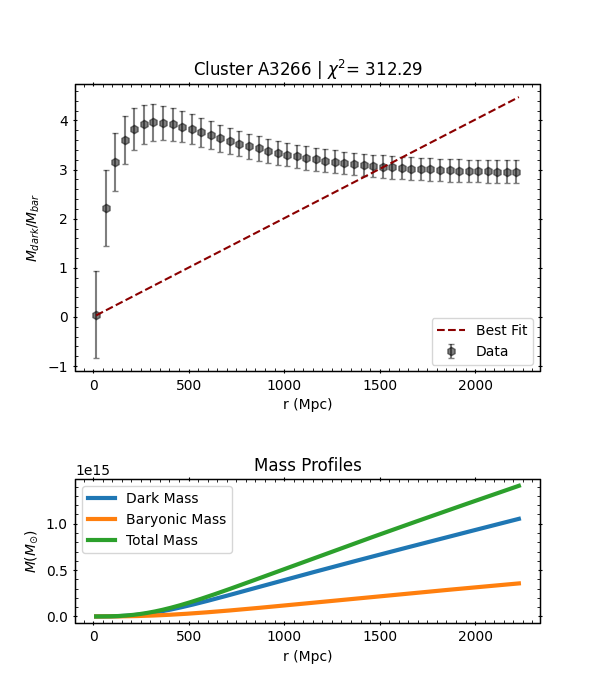 Cluster A3266 | χ²= 312.29
M_dark/M_bar
4
3
2
1
0
−1
Best Fit
Data
0 500 1000 1500 2000
r (Mpc)
Mass Profiles
1e15
M(M_⊙)
1.0
0.5
0.0
Dark Mass
Baryonic Mass
Total Mass
0 500 1000 1500 2000
r (Mpc)